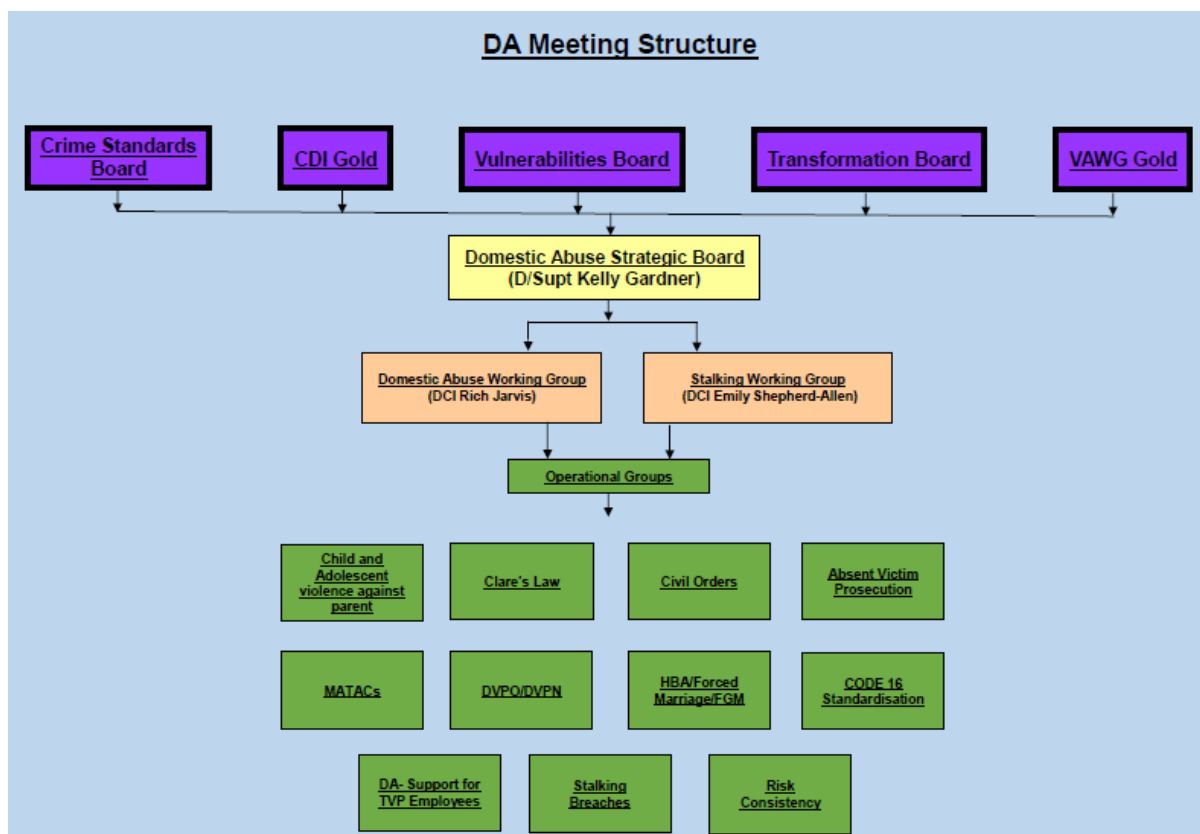 DA Meeting Structure
Crime Standards
Board
CDI Gold
Vulnerabilities Board
Transformation Board
VAWG Gold
Domestic Abuse Strategic Board
(D/Supt Kelly Gardner)
Domestic Abuse Working Group
(DCI Rich Jarvis)
Stalking Working Group
(DCI Emily Shepherd-Allen)
Operational Groups
Child and
Adolescent
violence against
parent
Clare's Law
Civil Orders
Absent Victim
Prosecution
MATACs
DVPO/DVPN
HBA/Forced
Marriage/FGM
CODE 16
Standardisation
DA- Support for
TVP Employees
Stalking
Breaches
Risk
Consistency